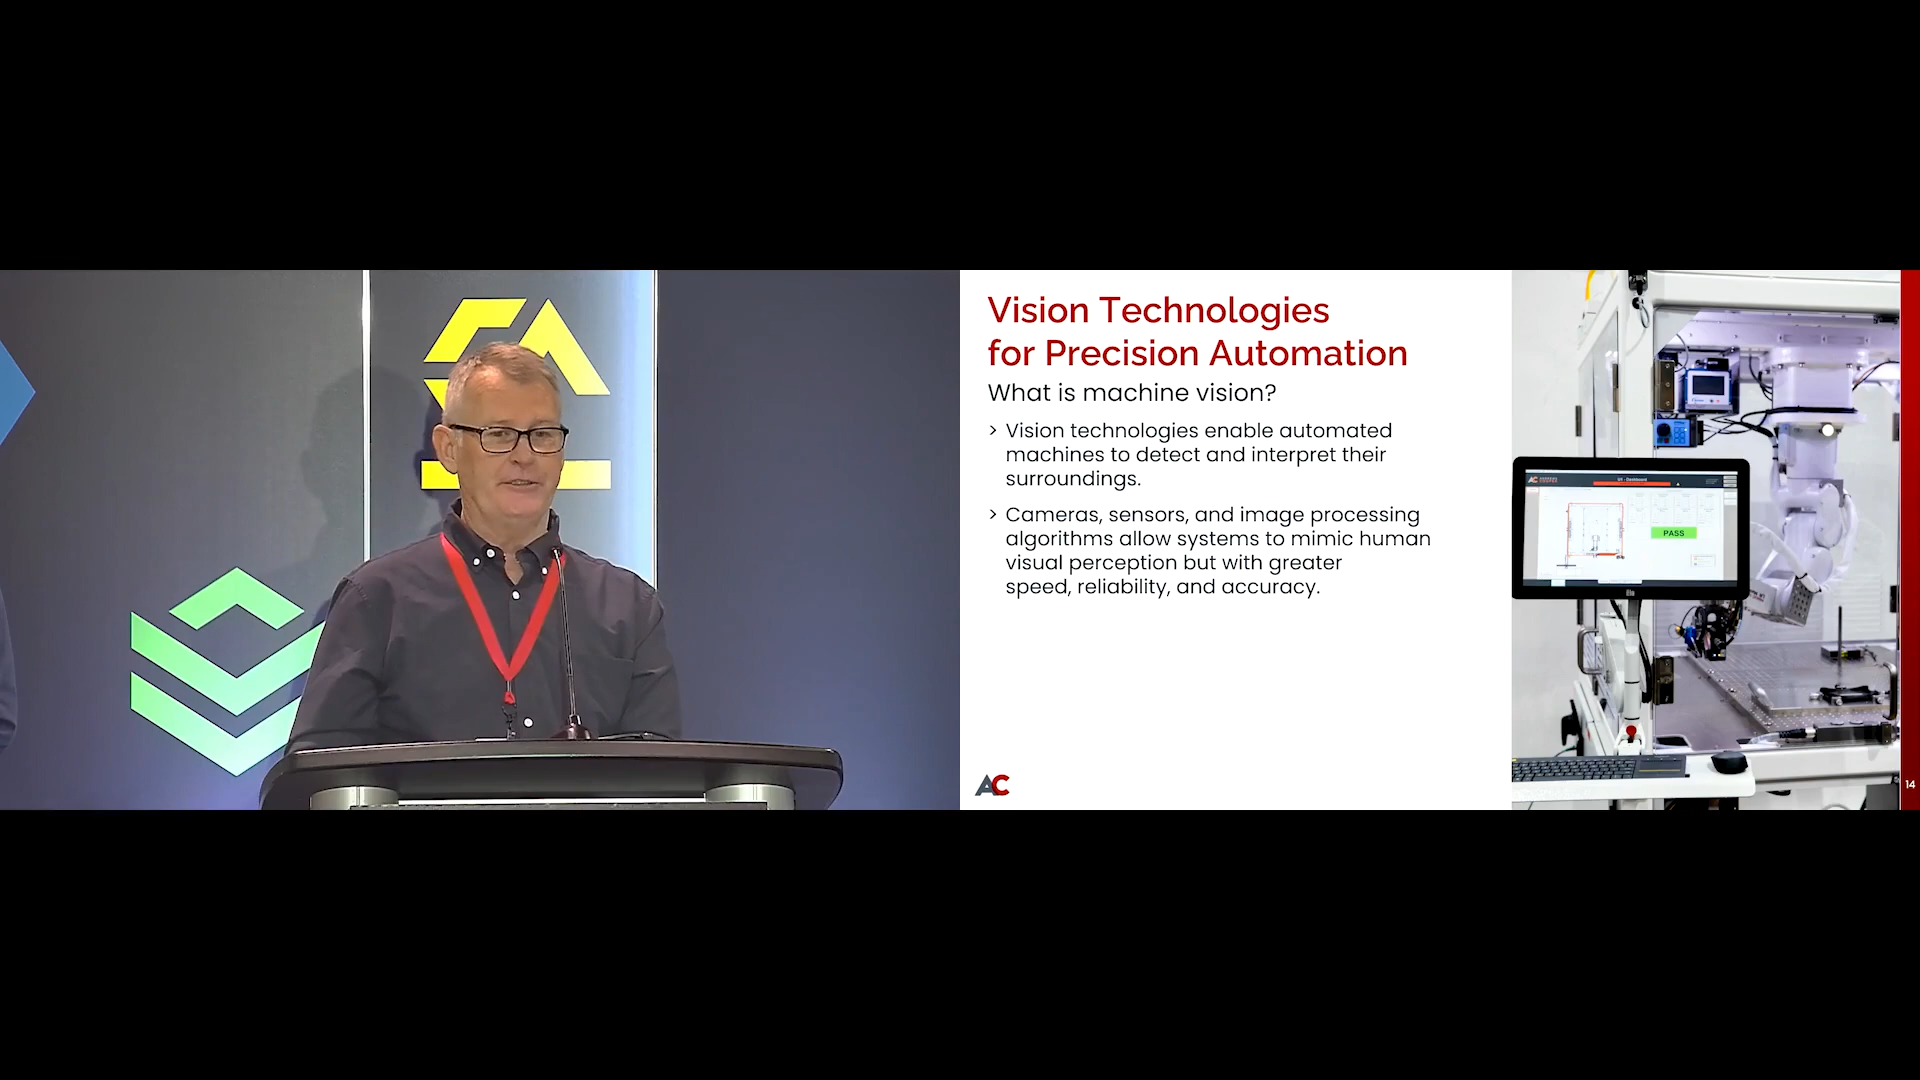 Vision Technologies
for Precision Automation
What is machine vision?
> Vision technologies enable automated
machines to detect and interpret their
surroundings.
> Cameras, sensors, and image processing
algorithms allow systems to mimic human
visual perception but with greater
speed, reliability, and accuracy.
AC
PASS
elo
14